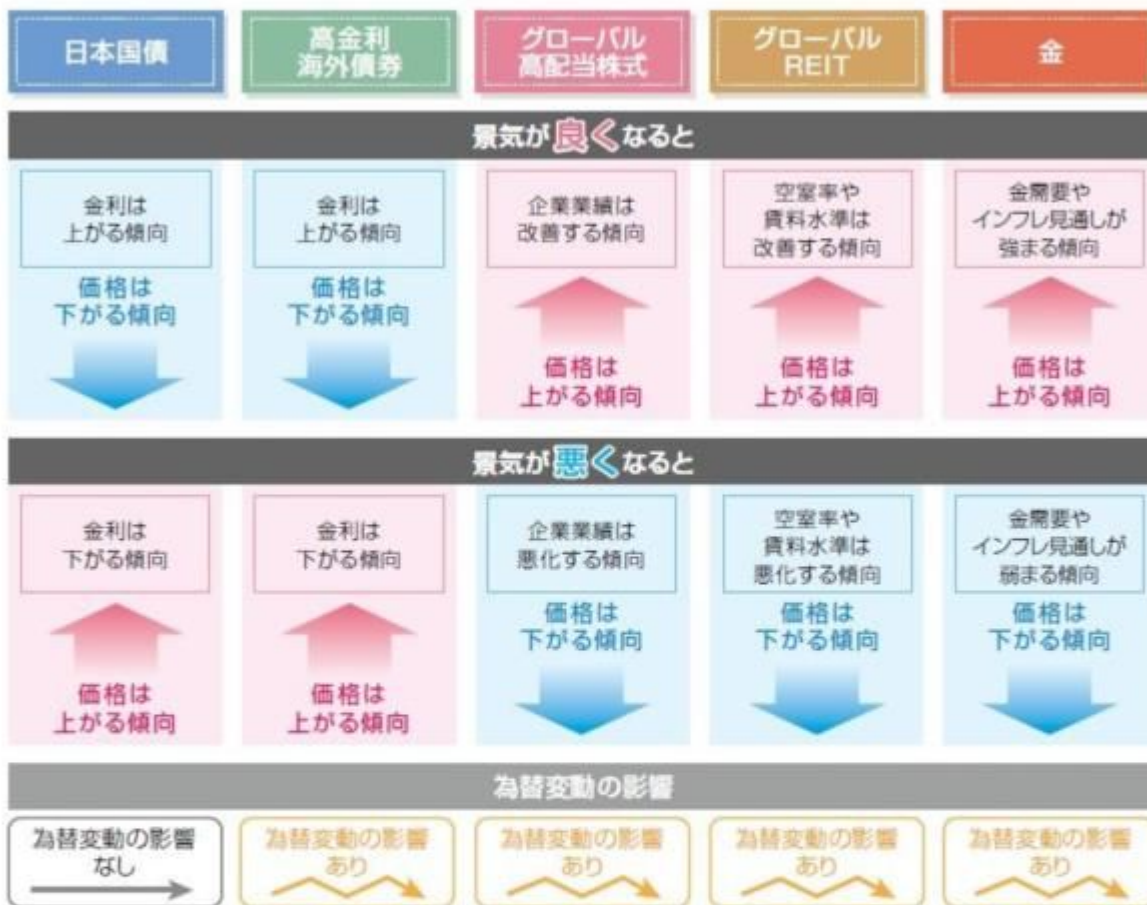 日本国債
高金利
海外債券
グローバル
高配当株式
グローバル
REIT
金
景気が良くなると
金利は
上がる傾向
価格は
下がる傾向
金利は
上がる傾向
価格は
下がる傾向
企業業績は
改善する傾向
価格は
上がる傾向
空室率や
賃料水準は
改善する傾向
価格は
上がる傾向
金需要や
インフレ見通しが
強まる傾向
価格は
上がる傾向
景気が悪くなると
金利は
下がる傾向
価格は
上がる傾向
金利は
下がる傾向
価格は
上がる傾向
企業業績は
悪化する傾向
価格は
下がる傾向
空室率や
賃料水準は
悪化する傾向
価格は
下がる傾向
金需要や
インフレ見通しが
弱まる傾向
価格は
下がる傾向
為替変動の影響
為替変動の影響
なし
為替変動の影響
あり
為替変動の影響
あり
為替変動の影響
あり
為替変動の影響
あり